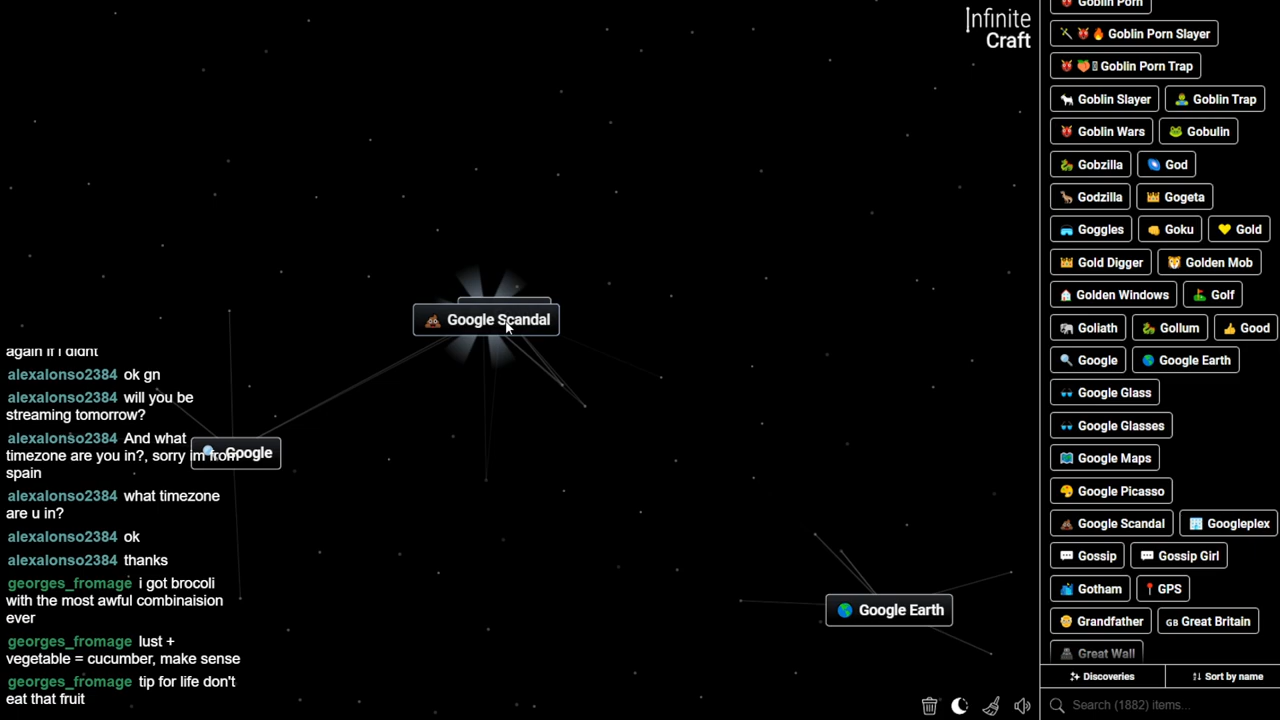 Infinite
Craft
Google Scandal
Google
Google Earth
again if i didnt
alexalonso2384 ok gn
alexalonso2384 will you be
streaming tomorrow?
alexalonso2384 And what
timezone are you in?, sorry im from
spain
alexalonso2384 what timezone
are u in?
alexalonso2384 ok
alexalonso2384 thanks
georges_fromage i got brocoli
with the most awful combinaision
ever
georges_fromage lust +
vegetable = cucumber, make sense
georges_fromage tip for life don't
eat that fruit
Goblin Porn
Goblin Porn Slayer
Goblin Porn Trap
Goblin Slayer Goblin Trap
Goblin Wars Gobulin
Gobzilla God
Godzilla Gogeta
Goggles Goku Gold
Gold Digger Golden Mob
Golden Windows Golf
Goliath Gollum Good
Google Google Earth
Google Glass
Google Glasses
Google Maps
Google Picasso
Google Scandal Googleplex
Gossip Gossip Girl
Gotham GPS
Grandfather GB Great Britain
Great Wall
Discoveries Sort by name
Search (1882) items...